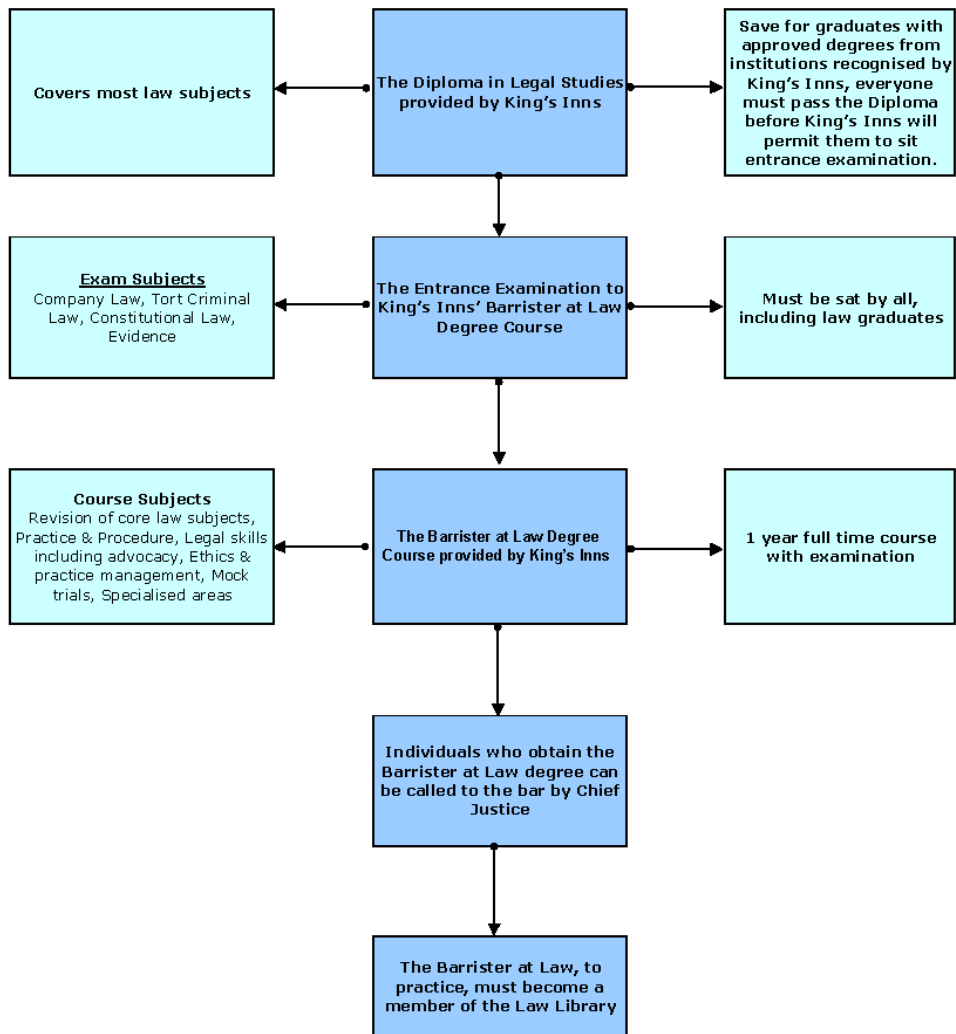 Covers most law subjects
The Diploma in Legal Studies
provided by King's Inns
Save for graduates with
approved degrees from
institutions recognised by
King's Inns, everyone
must pass the Diploma
before King's Inns will
permit them to sit
entrance examination.
Exam Subjects
Company Law, Tort Criminal
Law, Constitutional Law,
Evidence
The Entrance Examination to
King's Inns' Barrister at Law
Degree Course
Must be sat by all,
including law graduates
Course Subjects
Revision of core law subjects,
Practice & Procedure, Legal skills
including advocacy, Ethics &
practice management, Mock
trials, Specialised areas
The Barrister at Law Degree
Course provided by King's Inns
1 year full time course
with examination
Individuals who obtain the
Barrister at Law degree can
be called to the bar by Chief
Justice
The Barrister at Law, to
practice, must become a
member of the Law Library